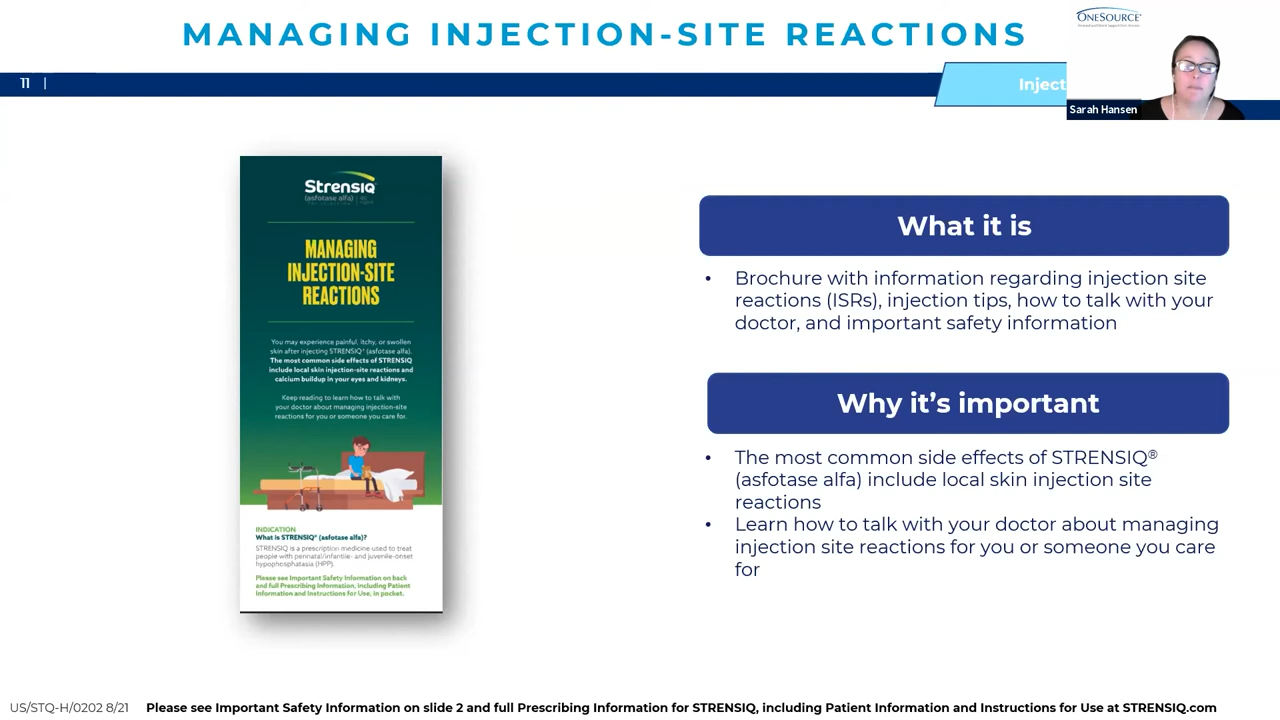 MANAGING INJECTION-SITE REACTIONS
ONESOURCE
11 |
Inject
Sarah Hansen
Strensiq
(asfotase alfa)
MANAGING
INJECTION-SITE
REACTIONS
You may experience painful, itchy, or swollen
skin after injecting STRENSIQ® (asfotase alfa).
The most common side effects of STRENSIQ
include local skin injection-site reactions and
calcium buildup in your eyes and kidneys.
Keep reading to learn how to talk with
your doctor about managing injection-site
reactions for you or someone you care for.
INDICATION
What is STRENSIQ® (asfotase alfa)?
STRENSIQ is a prescription medicine used to treat
people with perinatal/infantile- and juvenile-onset
hypophosphatasia (HPP).
Please see Important Safety Information on back
and full Prescribing Information, including Patient
Information and Instructions for Use, in pocket.
What it is
• Brochure with information regarding injection site
reactions (ISRs), injection tips, how to talk with your
doctor, and important safety information
Why it's important
• The most common side effects of STRENSIQ®
(asfotase alfa) include local skin injection site
reactions
• Learn how to talk with your doctor about managing
injection site reactions for you or someone you care
for
US/STQ-H/0202 8/21 Please see Important Safety Information on slide 2 and full Prescribing Information for STRENSIQ, including Patient Information and Instructions for Use at STRENSIQ.com